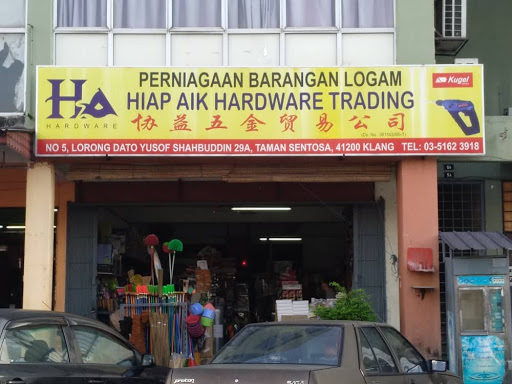 PERNIAGAAN BARANGAN LOGAM
HA
HARDWARE
HIAP AIK HARDWARE TRADING
Kugel
协益五金贸易公司
NO 5, LORONG DATO YUSOF SHAHBUDDIN 29A, TAMAN SENTOSA, 41200 KLANG TEL: 03-5162 3918
proton